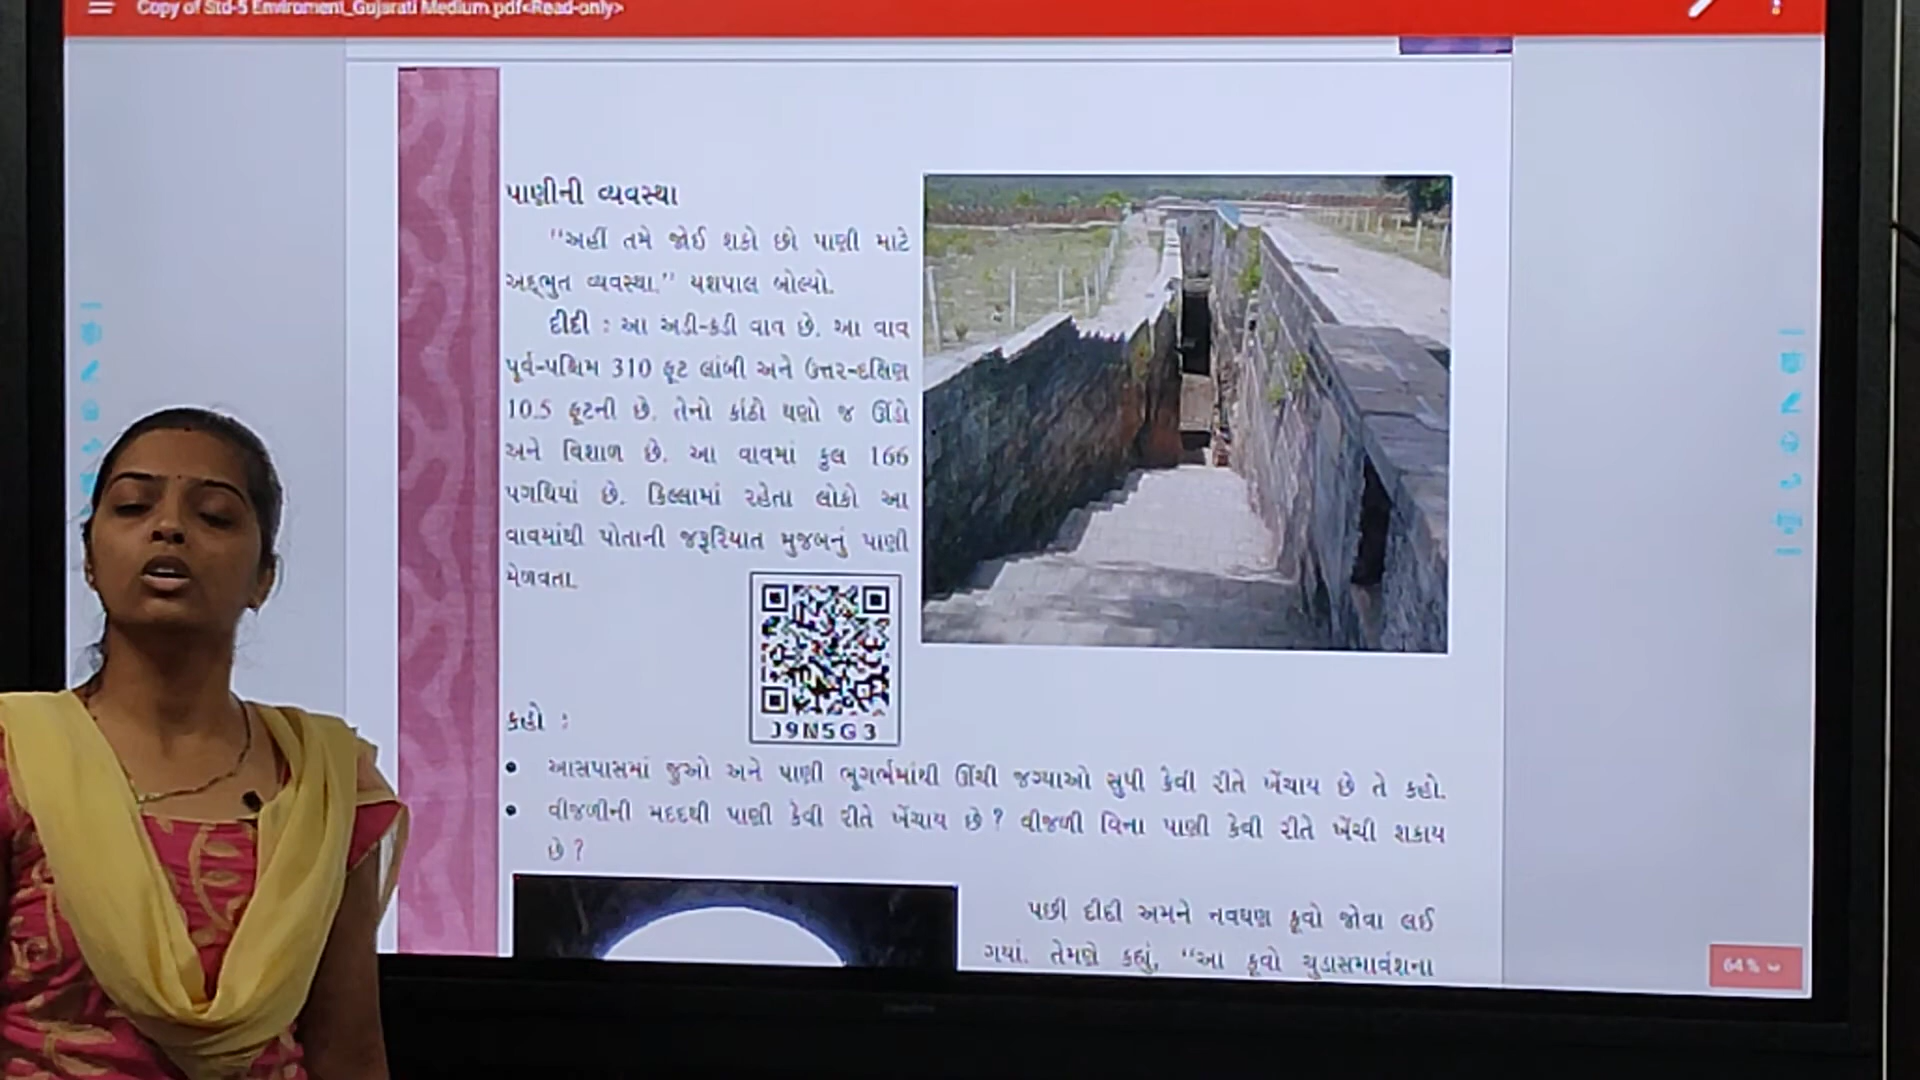 Copy of Std-5 Enviroment_Gujarati Medium.pdf<Read-only>
પાણીની વ્યવસ્થા
"અહીં તમે જોઈ શકો છો પાણી માટે
અદ્ભુત વ્યવસ્થા." યશપાલ બોલ્યો.
દીદી : આ અડી-કડી વાવ છે. આ વાવ
પૂર્વ-પશ્ચિમ 310 ફૂટ લાંબી અને ઉત્તર-દક્ષિણ
10.5 ફૂટની છે. તેનો કાંઠો ઘણો જ ઊંડો
અને વિશાળ છે. આ વાવમાં કુલ 166
પગથિયાં છે. કિલ્લામાં રહેતા લોકો આ
વાવમાંથી પોતાની જરૂરિયાત મુજબનું પાણી
મેળવતા.
J9N5G3
કહો :
• આસપાસમાં જુઓ અને પાણી ભૂગર્ભમાંથી ઊંચી જગ્યાઓ સુધી કેવી રીતે ખેંચાય છે તે કહો.
• વીજળીની મદદથી પાણી કેવી રીતે ખેંચાય છે ? વીજળી વિના પાણી કેવી રીતે ખેંચી શકાય
છે ?
પછી દીદી અમને નવઘણ કૂવો જોવા લઈ
ગયાં. તેમણે કહ્યું, "આ કૂવો ચુડાસમાવંશના
64%